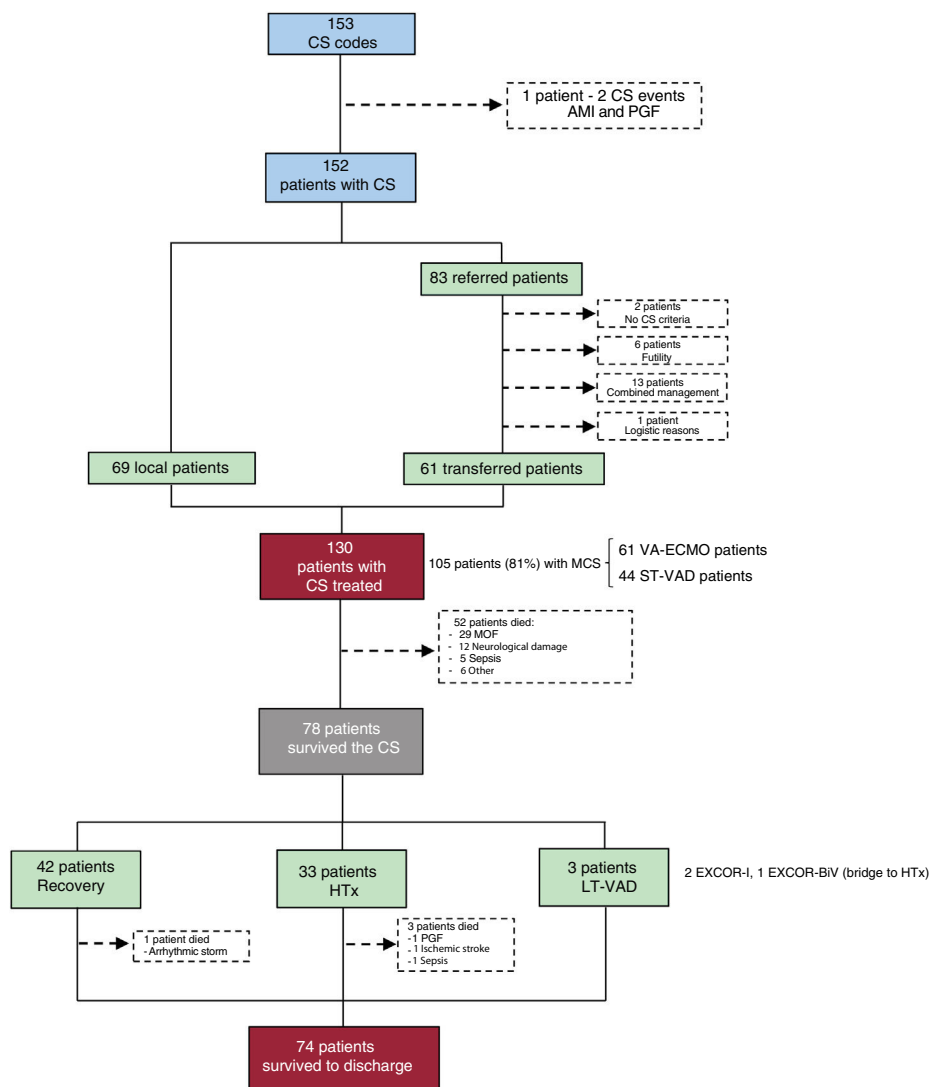 153
CS codes
1 patient - 2 CS events
AMI and PGF
152
patients with CS
83 referred patients
2 patients
No CS criteria
6 patients
Futility
13 patients
Combined management
1 patient
Logistic reasons
69 local patients
61 transferred patients
130
patients with
CS treated
105 patients (81%) with MCS
61 VA-ECMO patients
44 ST-VAD patients
52 patients died:
- 29 MOF
- 12 Neurological damage
- 5 Sepsis
- 6 Other
78 patients
survived the CS
42 patients
Recovery
33 patients
HTx
3 patients
LT-VAD
2 EXCOR-I, 1 EXCOR-BiV (bridge to HTx)
1 patient died
- Arrhythmic storm
3 patients died
-1 PGF
-1 Ischemic stroke
-1 Sepsis
74 patients
survived to discharge